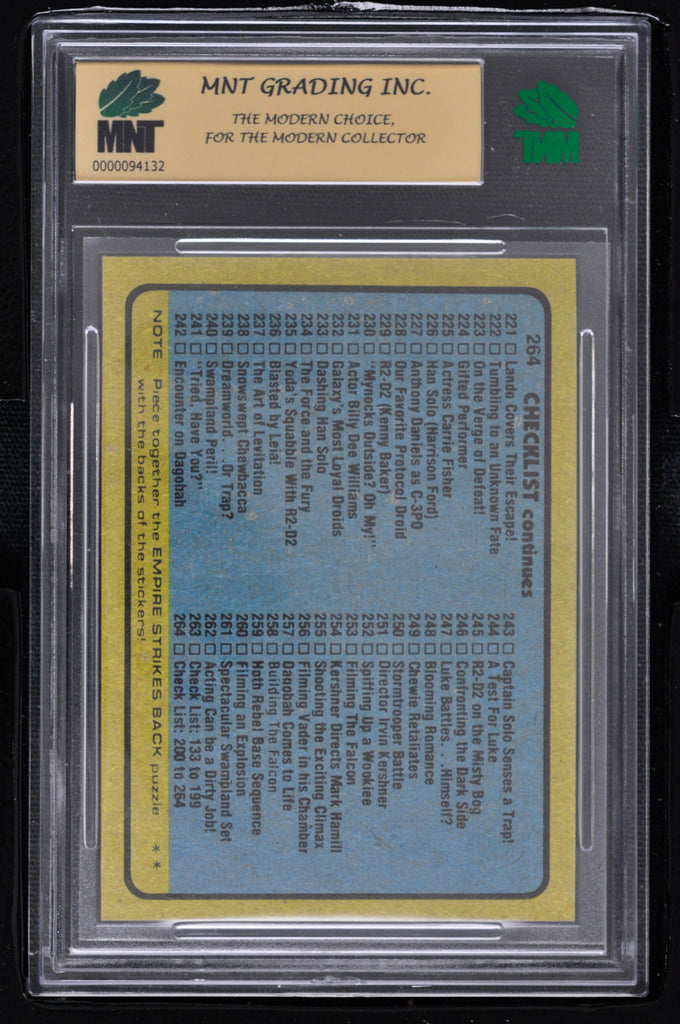 MNT GRADING INC.
THE MODERN CHOICE,
FOR THE MODERN COLLECTOR
MNT
0000094132
MNT
264 CHECKLIST continues
221 Lando Covers Their Escape!
222 Tumbling to an Unknown Fate
223 On the Verge of Defeat!
224 Gifted Performer
225 Actress Carrie Fisher
226 Han Solo (Harrison Ford)
227 Anthony Daniels as C-3PO
228 Our Favorite Protocol Droid
229 R2-D2 (Kenny Baker)
230 "Mynocks Outside? Oh My!"
231 Actor Billy Dee Williams
232 Galaxy's Most Loyal Droids
233 Dashing Han Solo
234 The Force and the Fury
235 Yoda's Squabble With R2-D2
236 Blasted by Leia!
237 The Art of Levitation
238 Snowswept Chewbacca
239 Dreamworld... Or Trap?
240 Swampland Peril!
241 "Tried, Have You?"
242 Encounter on Dagobah
243 Captain Solo Senses a Trap!
244 A Test For Luke
245 R2-D2 on the Misty Bog
246 Confronting the Dark Side
247 Luke Battles...Himself?
248 Blooming Romance
249 Chewie Retaliates
250 Stormtrooper Battle
251 Director Irvin Kershner
252 Spiffing Up a Wookiee
253 Filming The Falcon
254 Kershner Directs Mark Hamill
255 Shooting the Exciting Climax
256 Filming Vader in his Chamber
257 Dagobah Comes to Life
258 Building The Falcon
259 Hoth Rebel Base Sequence
260 Filming an Explosion
261 Spectacular Swampland Set
262 Acting Can be a Dirty Job!
263 Check List: 133 to 199
264 Check List: 200 to 264
NOTE Piece together the EMPIRE STRIKES BACK puzzle * *
with the backs of the stickers!